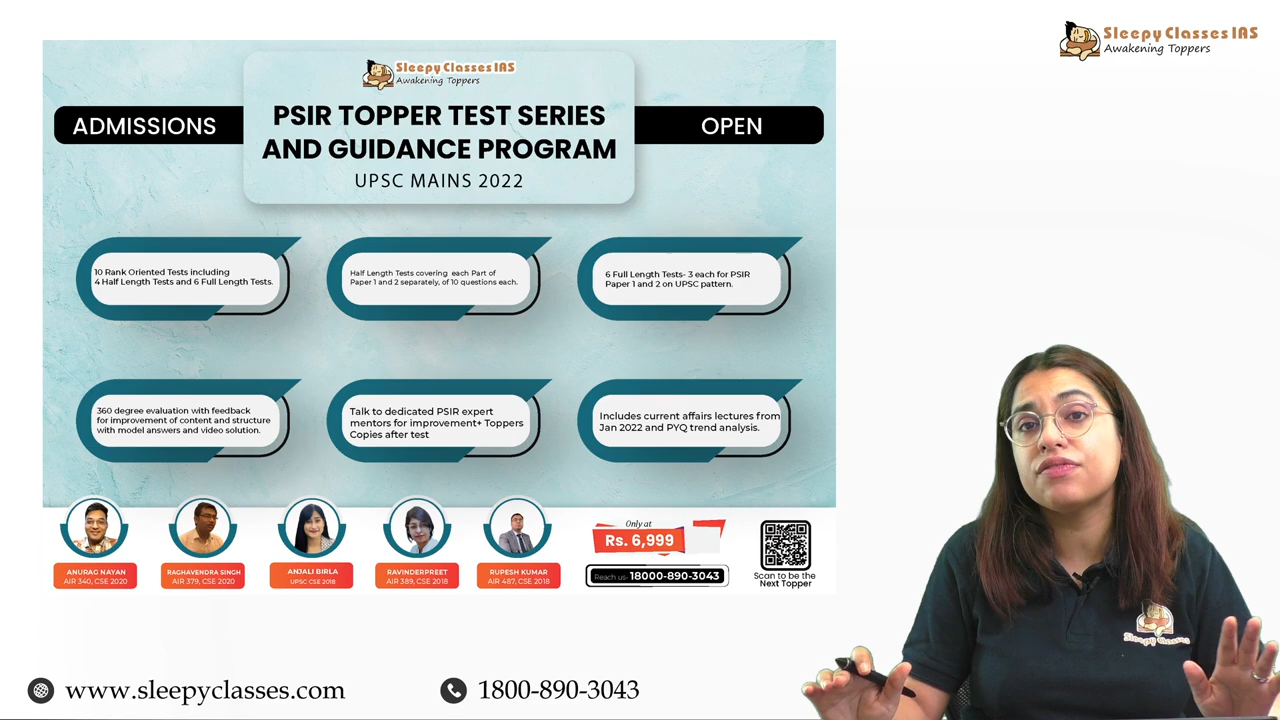 Sleepy Classes IAS
Awakening Toppers
Sleepy Classes IAS
Awakening Toppers
ADMISSIONS
PSIR TOPPER TEST SERIES
AND GUIDANCE PROGRAM
UPSC MAINS 2022
OPEN
10 Rank Oriented Tests including
4 Half Length Tests and 6 Full Length Tests.
Half Length Tests covering each Part of
Paper 1 and 2 separately, of 10 questions each.
6 Full Length Tests- 3 each for PSIR
Paper 1 and 2 on UPSC pattern.
360 degree evaluation with feedback
for improvement of content and structure
with model answers and video solution.
Talk to dedicated PSIR expert
mentors for improvement+ Toppers
Copies after test
Includes current affairs lectures from
Jan 2022 and PYQ trend analysis.
ANURAG NAYAN
AIR 340, CSE 2020
RAGHAVENDRA SINGH
AIR 379, CSE 2020
ANJALI BIRLA
UPSC CSE 2018
RAVINDERPREET
AIR 389, CSE 2018
RUPESH KUMAR
AIR 487, CSE 2018
Only at
Rs. 6,999
Reach us- 18000-890-3043
Scan to be the
Next Topper
Sleepy Classes
www.sleepyclasses.com
1800-890-3043